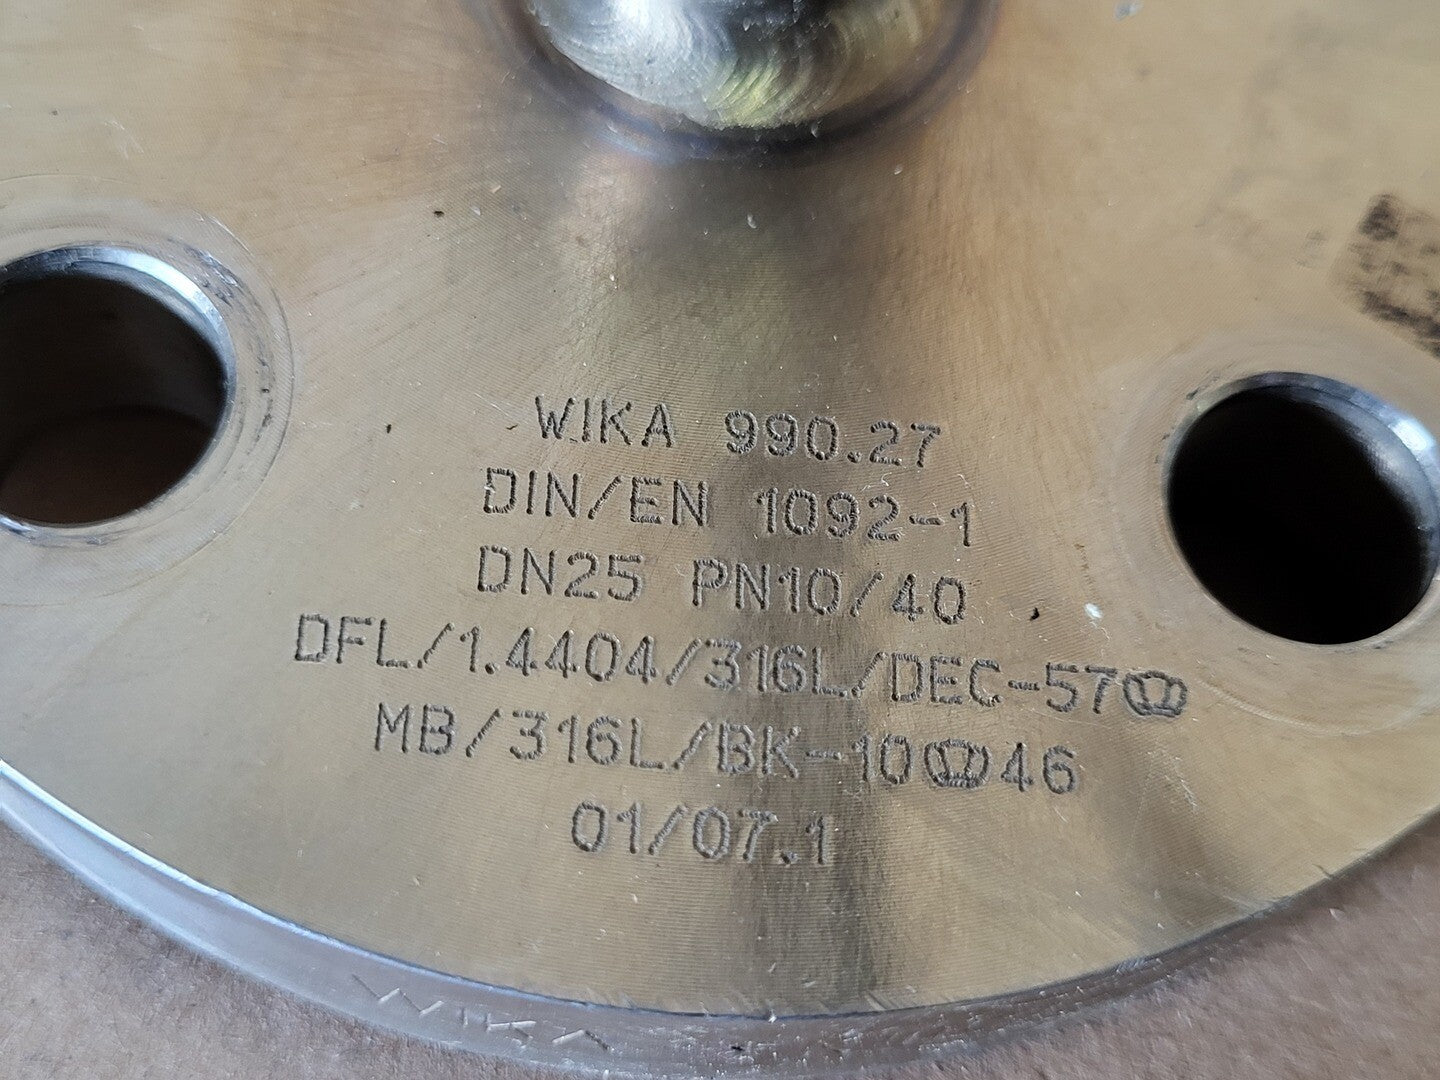 WIKA 990.27
DIN/EN 1092-1
DN25 PN10/40
DFL/1.4404/316L/DEC-57
MB/316L/BK-10 46
01/07.1
WIKA